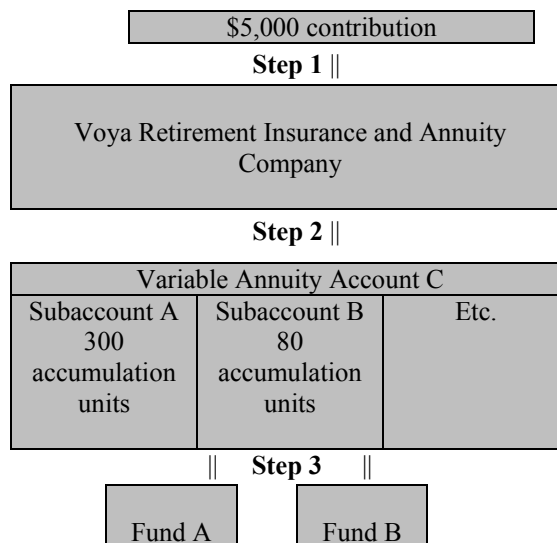 $5,000 contribution
Step 1 ||
Voya Retirement Insurance and Annuity
Company
Step 2 ||
Variable Annuity Account C
Subaccount A
300
accumulation
units
Subaccount B
80
accumulation
units
Etc.
|| Step 3 ||
Fund A
Fund B